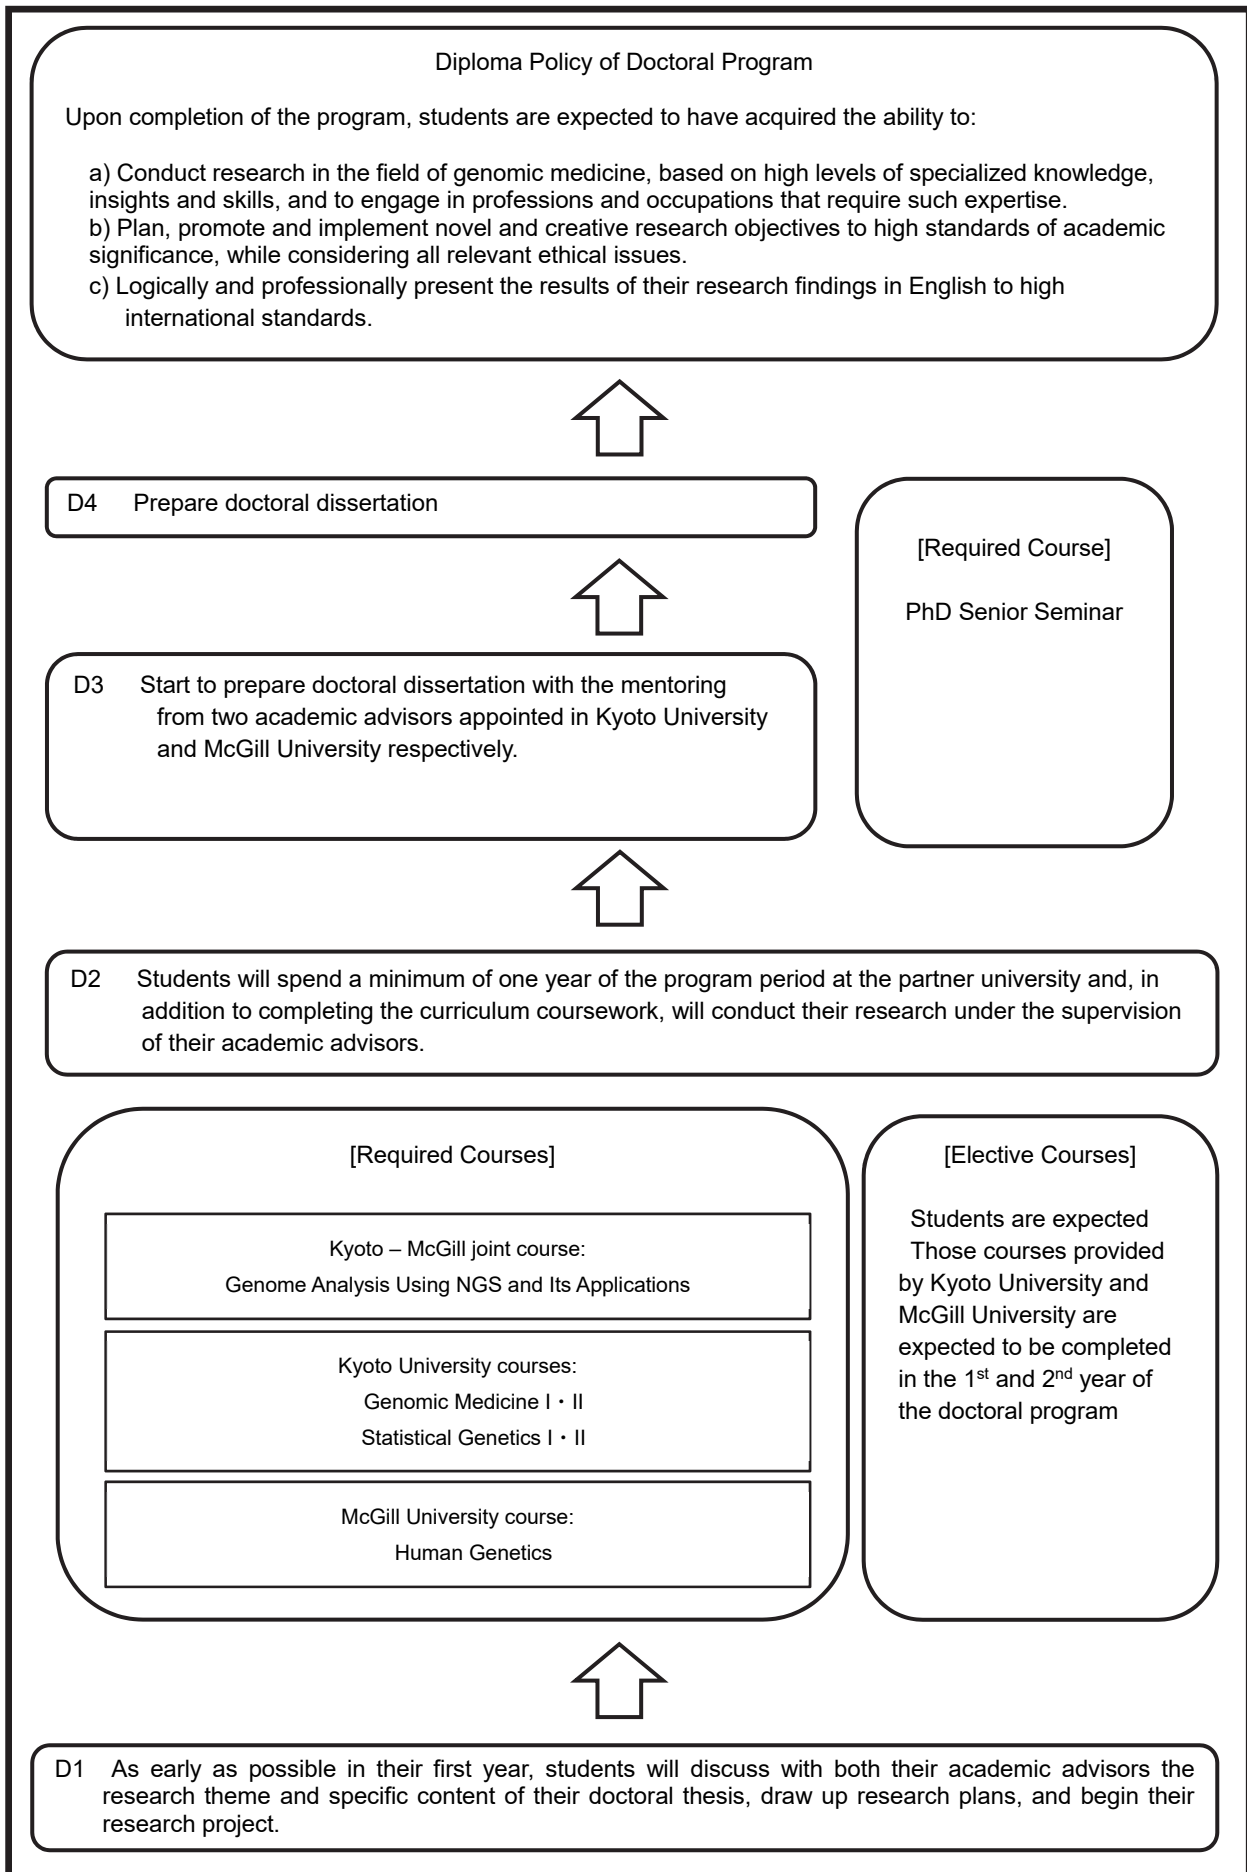 Diploma Policy of Doctoral Program
Upon completion of the program, students are expected to have acquired the ability to:
a) Conduct research in the field of genomic medicine, based on high levels of specialized knowledge,
insights and skills, and to engage in professions and occupations that require such expertise.
b) Plan, promote and implement novel and creative research objectives to high standards of academic
significance, while considering all relevant ethical issues.
c) Logically and professionally present the results of their research findings in English to high
international standards.
D4 Prepare doctoral dissertation
[Required Course]
PhD Senior Seminar
D3 Start to prepare doctoral dissertation with the mentoring
from two academic advisors appointed in Kyoto University
and McGill University respectively.
D2 Students will spend a minimum of one year of the program period at the partner university and, in
addition to completing the curriculum coursework, will conduct their research under the supervision
of their academic advisors.
[Required Courses]
Kyoto – McGill joint course:
Genome Analysis Using NGS and Its Applications
Kyoto University courses:
Genomic Medicine I・II
Statistical Genetics I・II
McGill University course:
Human Genetics
[Elective Courses]
Students are expected
Those courses provided
by Kyoto University and
McGill University are
expected to be completed
in the 1st and 2nd year of
the doctoral program
D1 As early as possible in their first year, students will discuss with both their academic advisors the
research theme and specific content of their doctoral thesis, draw up research plans, and begin their
research project.